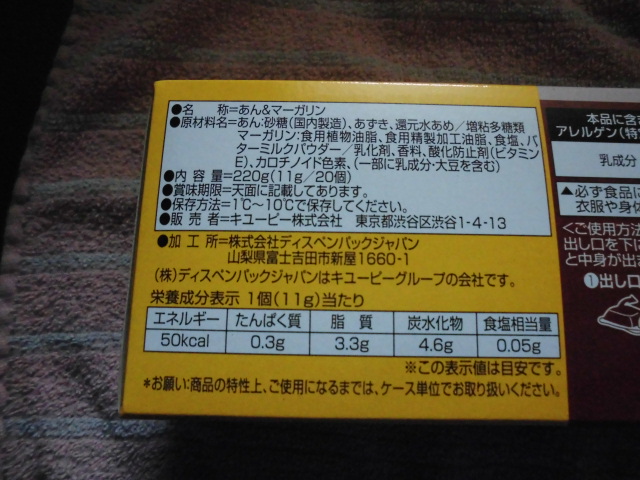 ●名　　称=あん&マーガリン
●原材料名=あん:砂糖(国内製造)、あずき、還元水あめ/増粘多糖類
マーガリン:食用植物油脂、食用精製加工油脂、食塩、バ
ターミルクパウダー/乳化剤、香料、酸化防止剤(ビタミン
E)、カロチノイド色素、(一部に乳成分・大豆を含む)
●内 容 量=220g(11g/20個)
●賞味期限=天面に記載してあります。
●保存方法=1℃〜10℃で保存してください。
●販 売 者=キユーピー株式会社　東京都渋谷区渋谷1-4-13
●加 工 所=株式会社ディスペンパックジャパン
山梨県富士吉田市新屋1660-1
(株)ディスペンパックジャパンはキユーピーグループの会社です。
栄養成分表示 1個(11g)当たり
エネルギー たんぱく質 脂 質 炭水化物 食塩相当量
50kcal 0.3g 3.3g 4.6g 0.05g
※この表示値は目安です。
*お願い:商品の特性上、ご使用になるまでは、ケース単位でお取り扱いください。
本品に含ま
アレルゲン(特
乳成分
▲必ず食品に
衣服や身体
<ご使用方法
出し口を下に
と中身が出ま
❶出し口